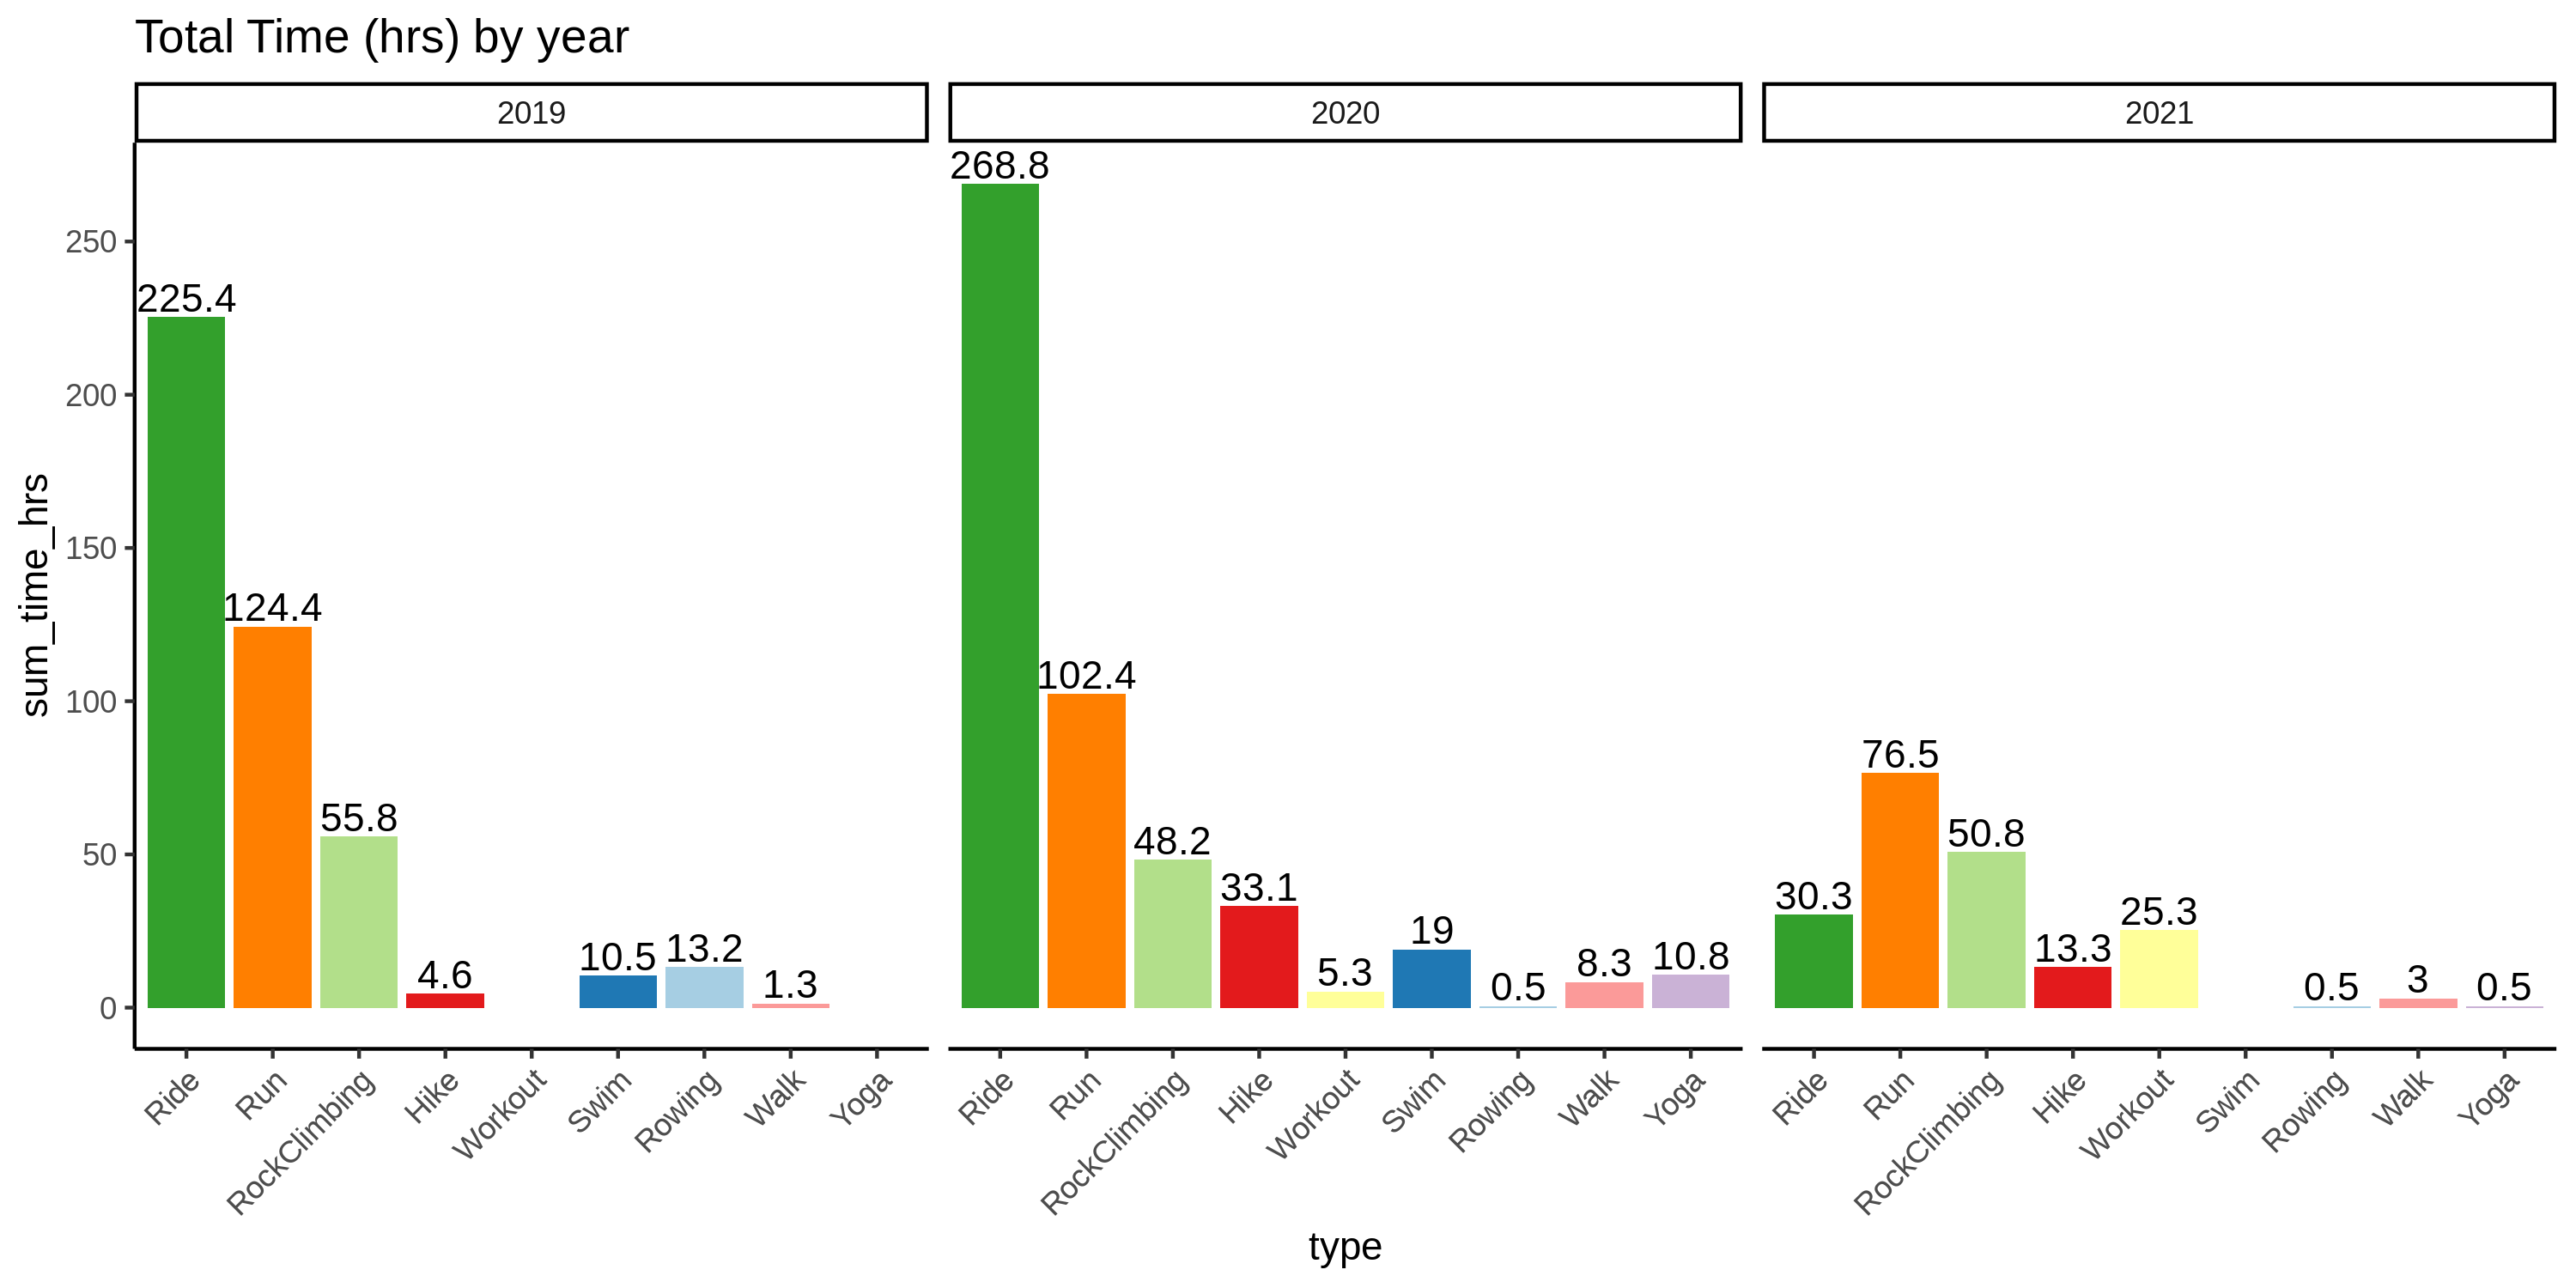 Total Time (hrs) by year
2019
2020
2021
sum_time_hrs
250
200
150
100
50
0
225.4
124.4
55.8
4.6
10.5
13.2
1.3
268.8
102.4
48.2
33.1
5.3
19
0.5
8.3
10.8
30.3
76.5
50.8
13.3
25.3
0.5
3
0.5
Ride
Run
RockClimbing
Hike
Workout
Swim
Rowing
Walk
Yoga
Ride
Run
RockClimbing
Hike
Workout
Swim
Rowing
Walk
Yoga
Ride
Run
RockClimbing
Hike
Workout
Swim
Rowing
Walk
Yoga
type